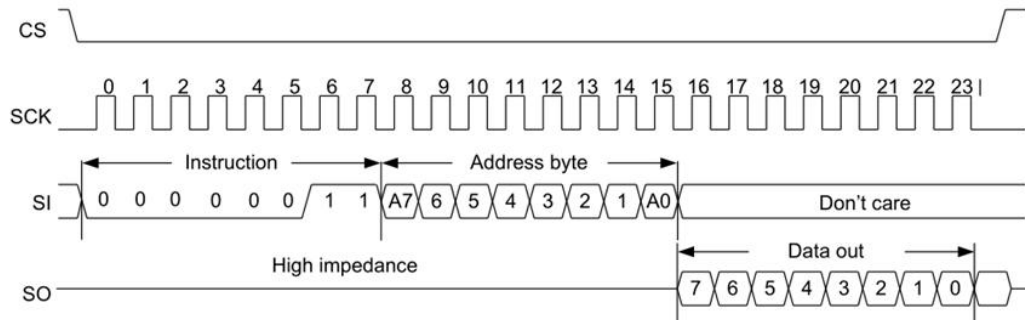 CS
0 1 2 3 4 5 6 7 8 9 10 11 12 13 14 15 16 17 18 19 20 21 22 23
SCK
Instruction Address byte
SI 0 0 0 0 0 0 1 1 A7 6 5 4 3 2 1 A0 Don't care
Data out
High impedance
SO 7 6 5 4 3 2 1 0